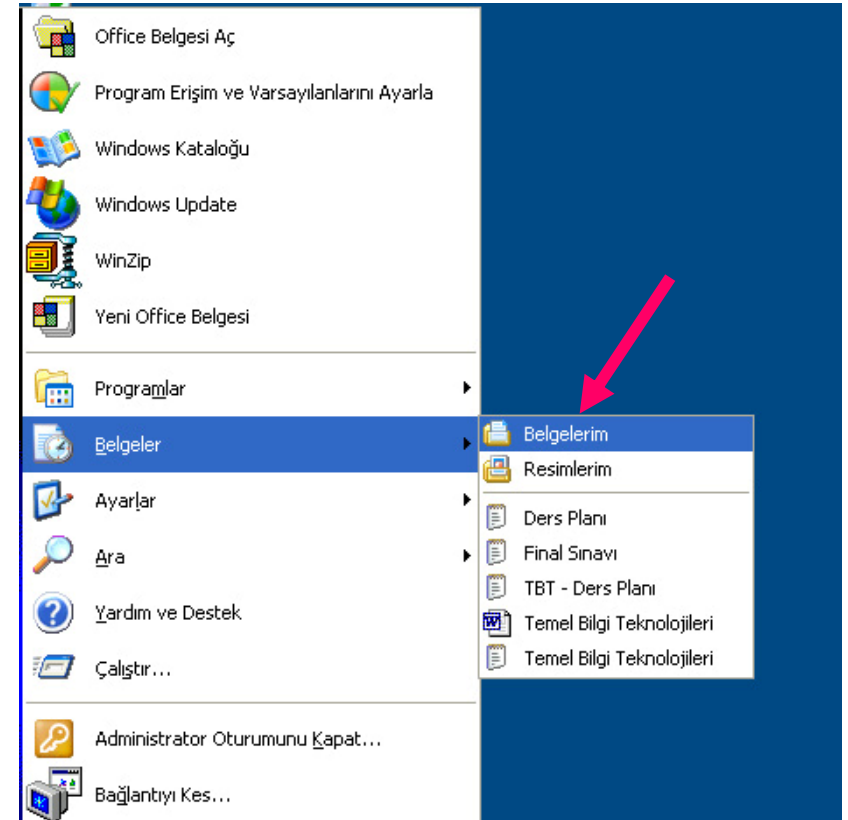 Office Belgesi Aç
Program Erişim ve Varsayılanlarını Ayarla
Windows Kataloğu
Windows Update
WinZip
Yeni Office Belgesi
Programlar
Belgeler
Ayarlar
Ara
Yardım ve Destek
Çalıştır...
Administrator Oturumunu Kapat...
Bağlantıyı Kes...
Belgelerim
Resimlerim
Ders Planı
Final Sınavı
TBT - Ders Planı
Temel Bilgi Teknolojileri
Temel Bilgi Teknolojileri